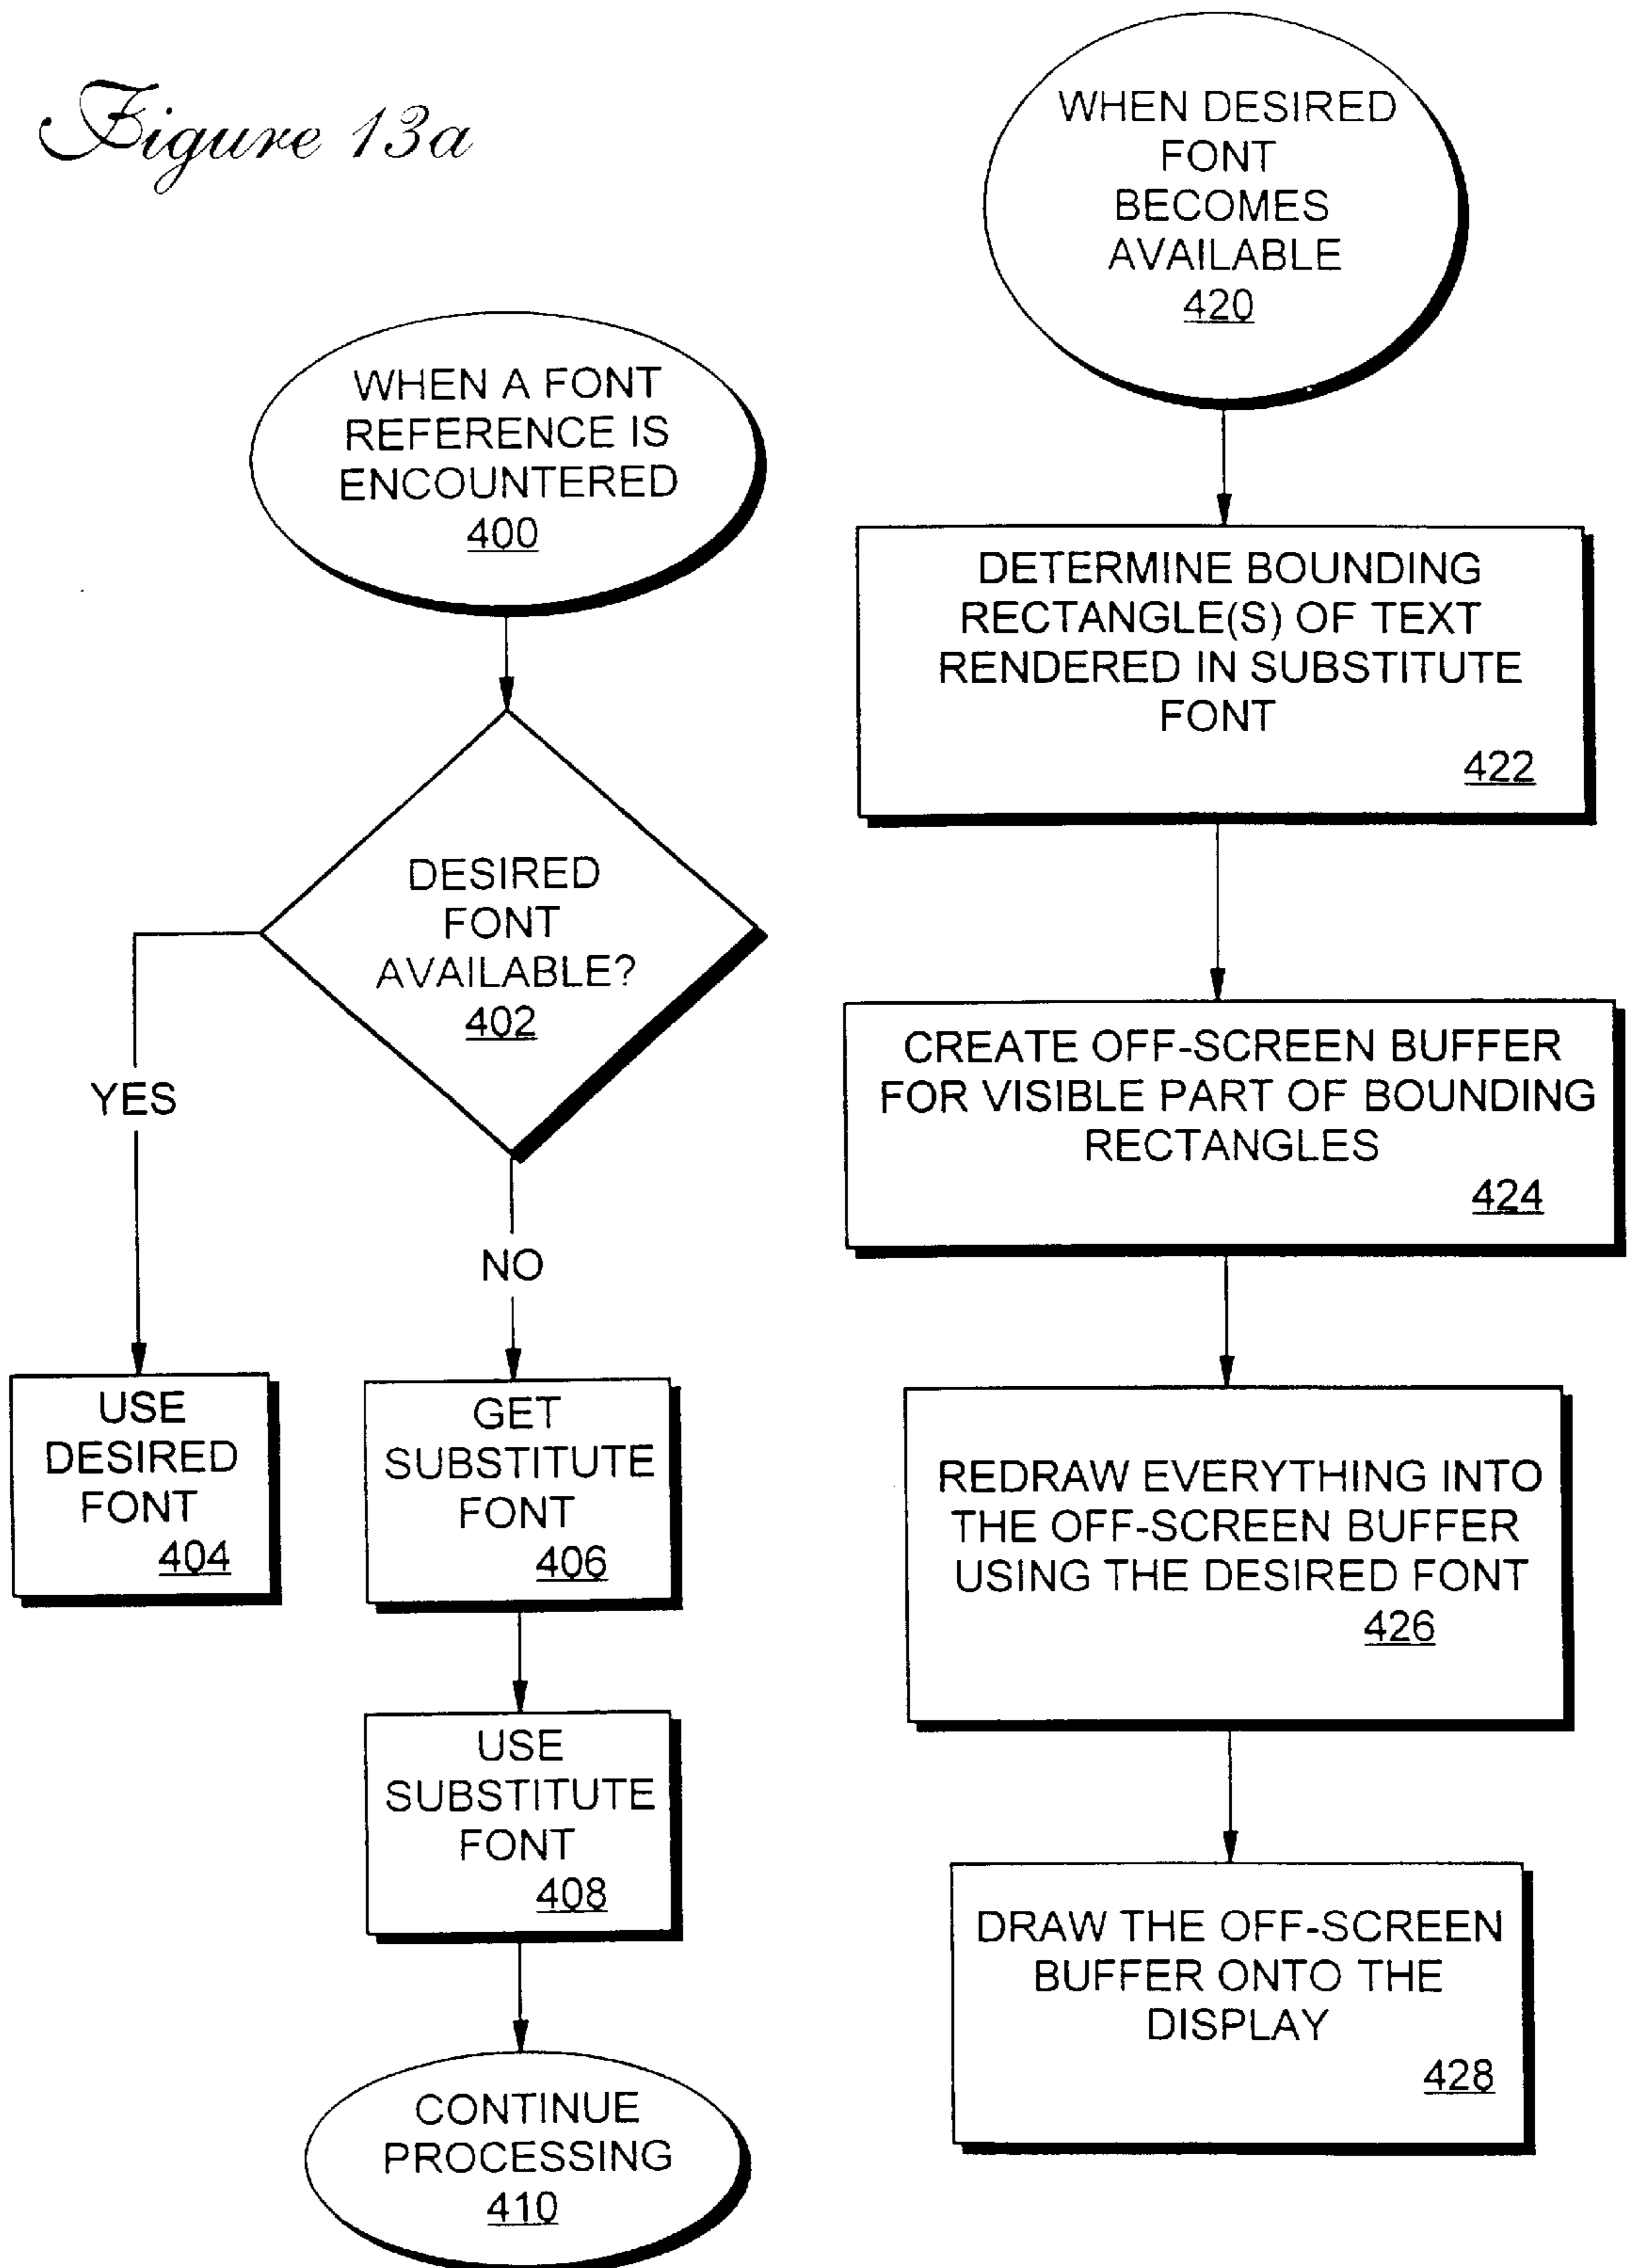 Figure 13a
WHEN A FONT
REFERENCE IS
ENCOUNTERED
400
DESIRED
FONT
AVAILABLE?
402
YES
NO
USE
DESIRED
FONT
404
GET
SUBSTITUTE
FONT
406
USE
SUBSTITUTE
FONT
408
CONTINUE
PROCESSING
410
WHEN DESIRED
FONT
BECOMES
AVAILABLE
420
DETERMINE BOUNDING
RECTANGLE(S) OF TEXT
RENDERED IN SUBSTITUTE
FONT
422
CREATE OFF-SCREEN BUFFER
FOR VISIBLE PART OF BOUNDING
RECTANGLES
424
REDRAW EVERYTHING INTO
THE OFF-SCREEN BUFFER
USING THE DESIRED FONT
426
DRAW THE OFF-SCREEN
BUFFER ONTO THE
DISPLAY
428